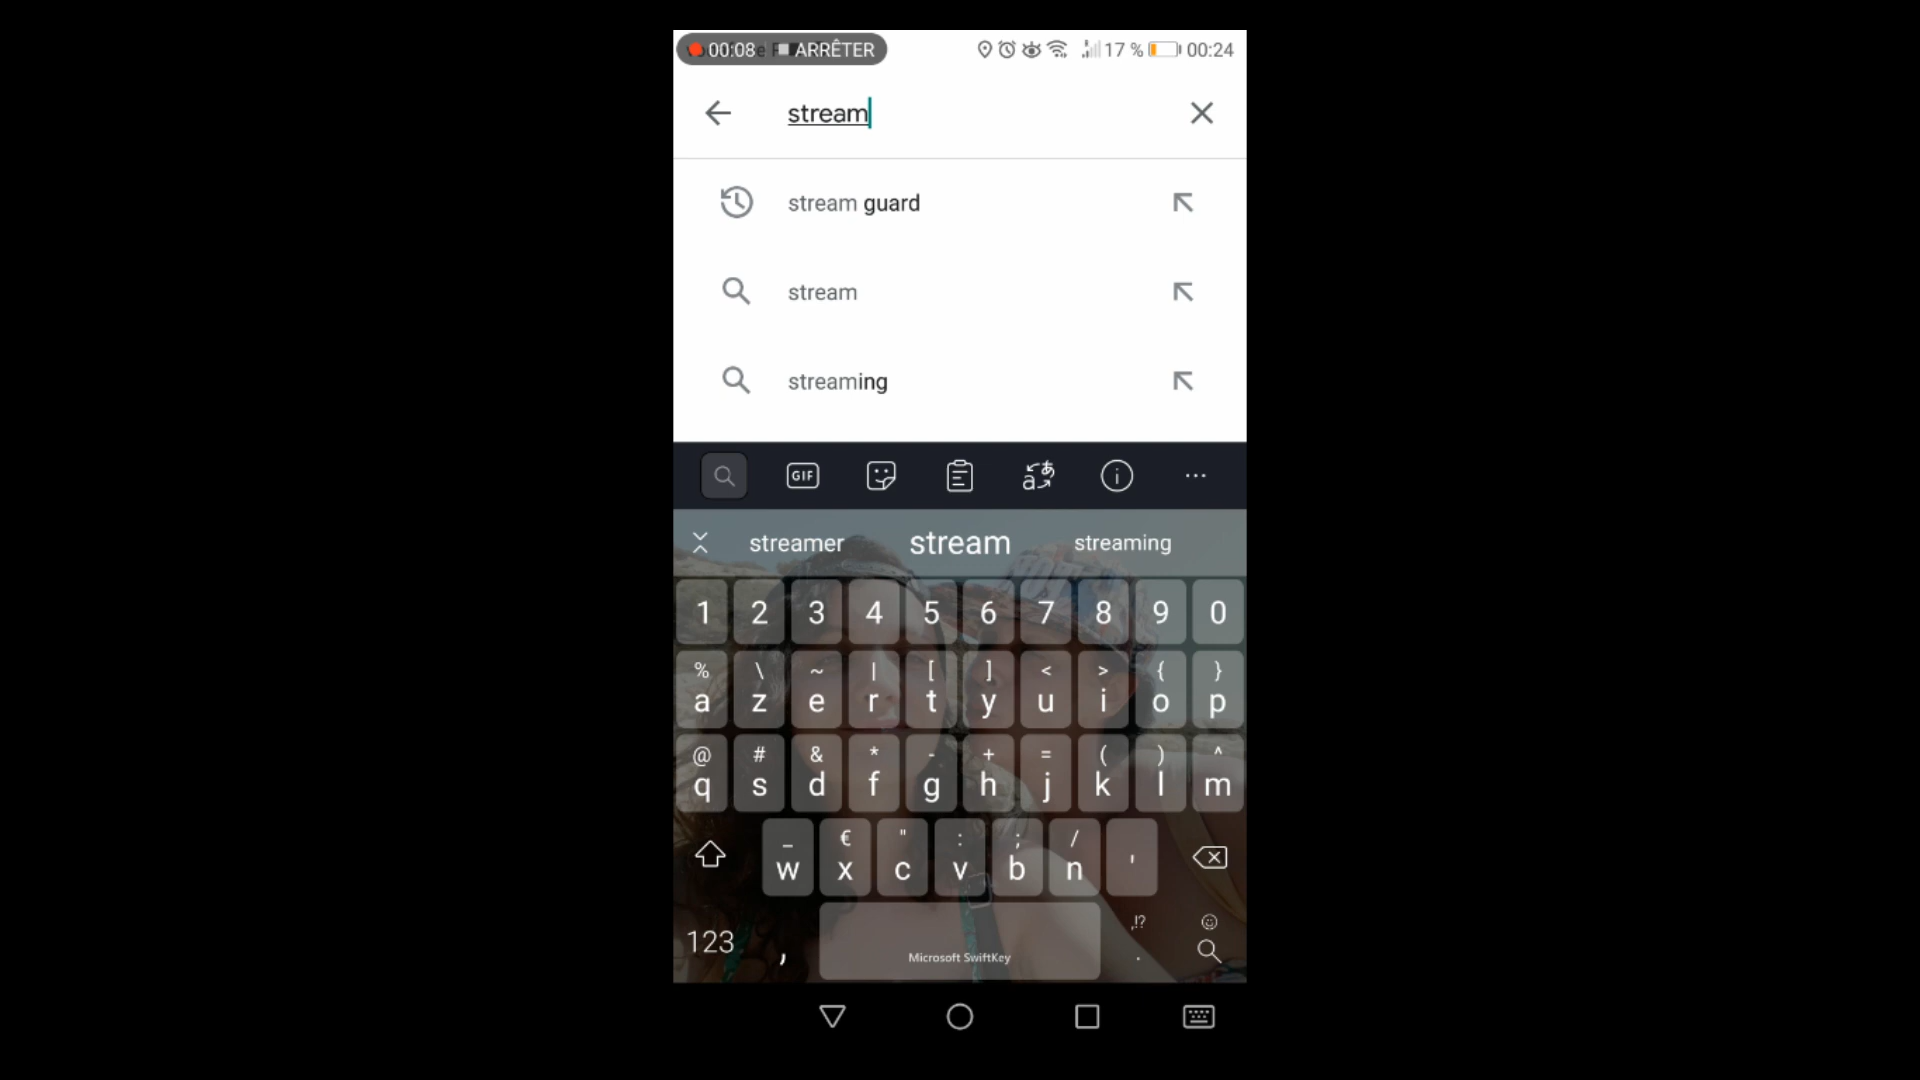 00:08 ARRÊTER 17 % 00:24
stream
stream guard
stream
streaming
GIF
streamer stream streaming
1 2 3 4 5 6 7 8 9 0
% \ ~ | [ ] < > { }
a z e r t y u i o p
@ # & * - + = ( ) ^
q s d f g h j k l m
_ € " : ; /
w x c v b n '
,!?
123 , Microsoft SwiftKey .